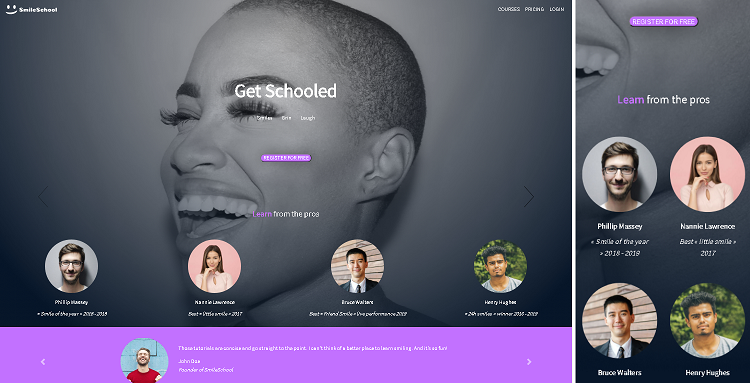 SmileSchool
COURSES PRICING LOGIN
Get Schooled
Smiles Grin Laugh
REGISTER FOR FREE
Learn from the pros
Phillip Massey
« Smile of the year » 2018 - 2019
Nannie Lawrence
Best « little smile » 2017
Bruce Walters
Best « Friend Smile » live performance 2019
Henry Hughes
« 24h smiles » winner 2016 - 2019
Those tutorials are concise and go straight to the point. I can't think of a better place to learn smiling. And it's so fun!
John Doe
Founder of SmileSchool
REGISTER FOR FREE
Learn from the pros
Phillip Massey
« Smile of the year
» 2018 - 2019
Nannie Lawrence
Best « little smile »
2017
Bruce Walters
Henry Hughes